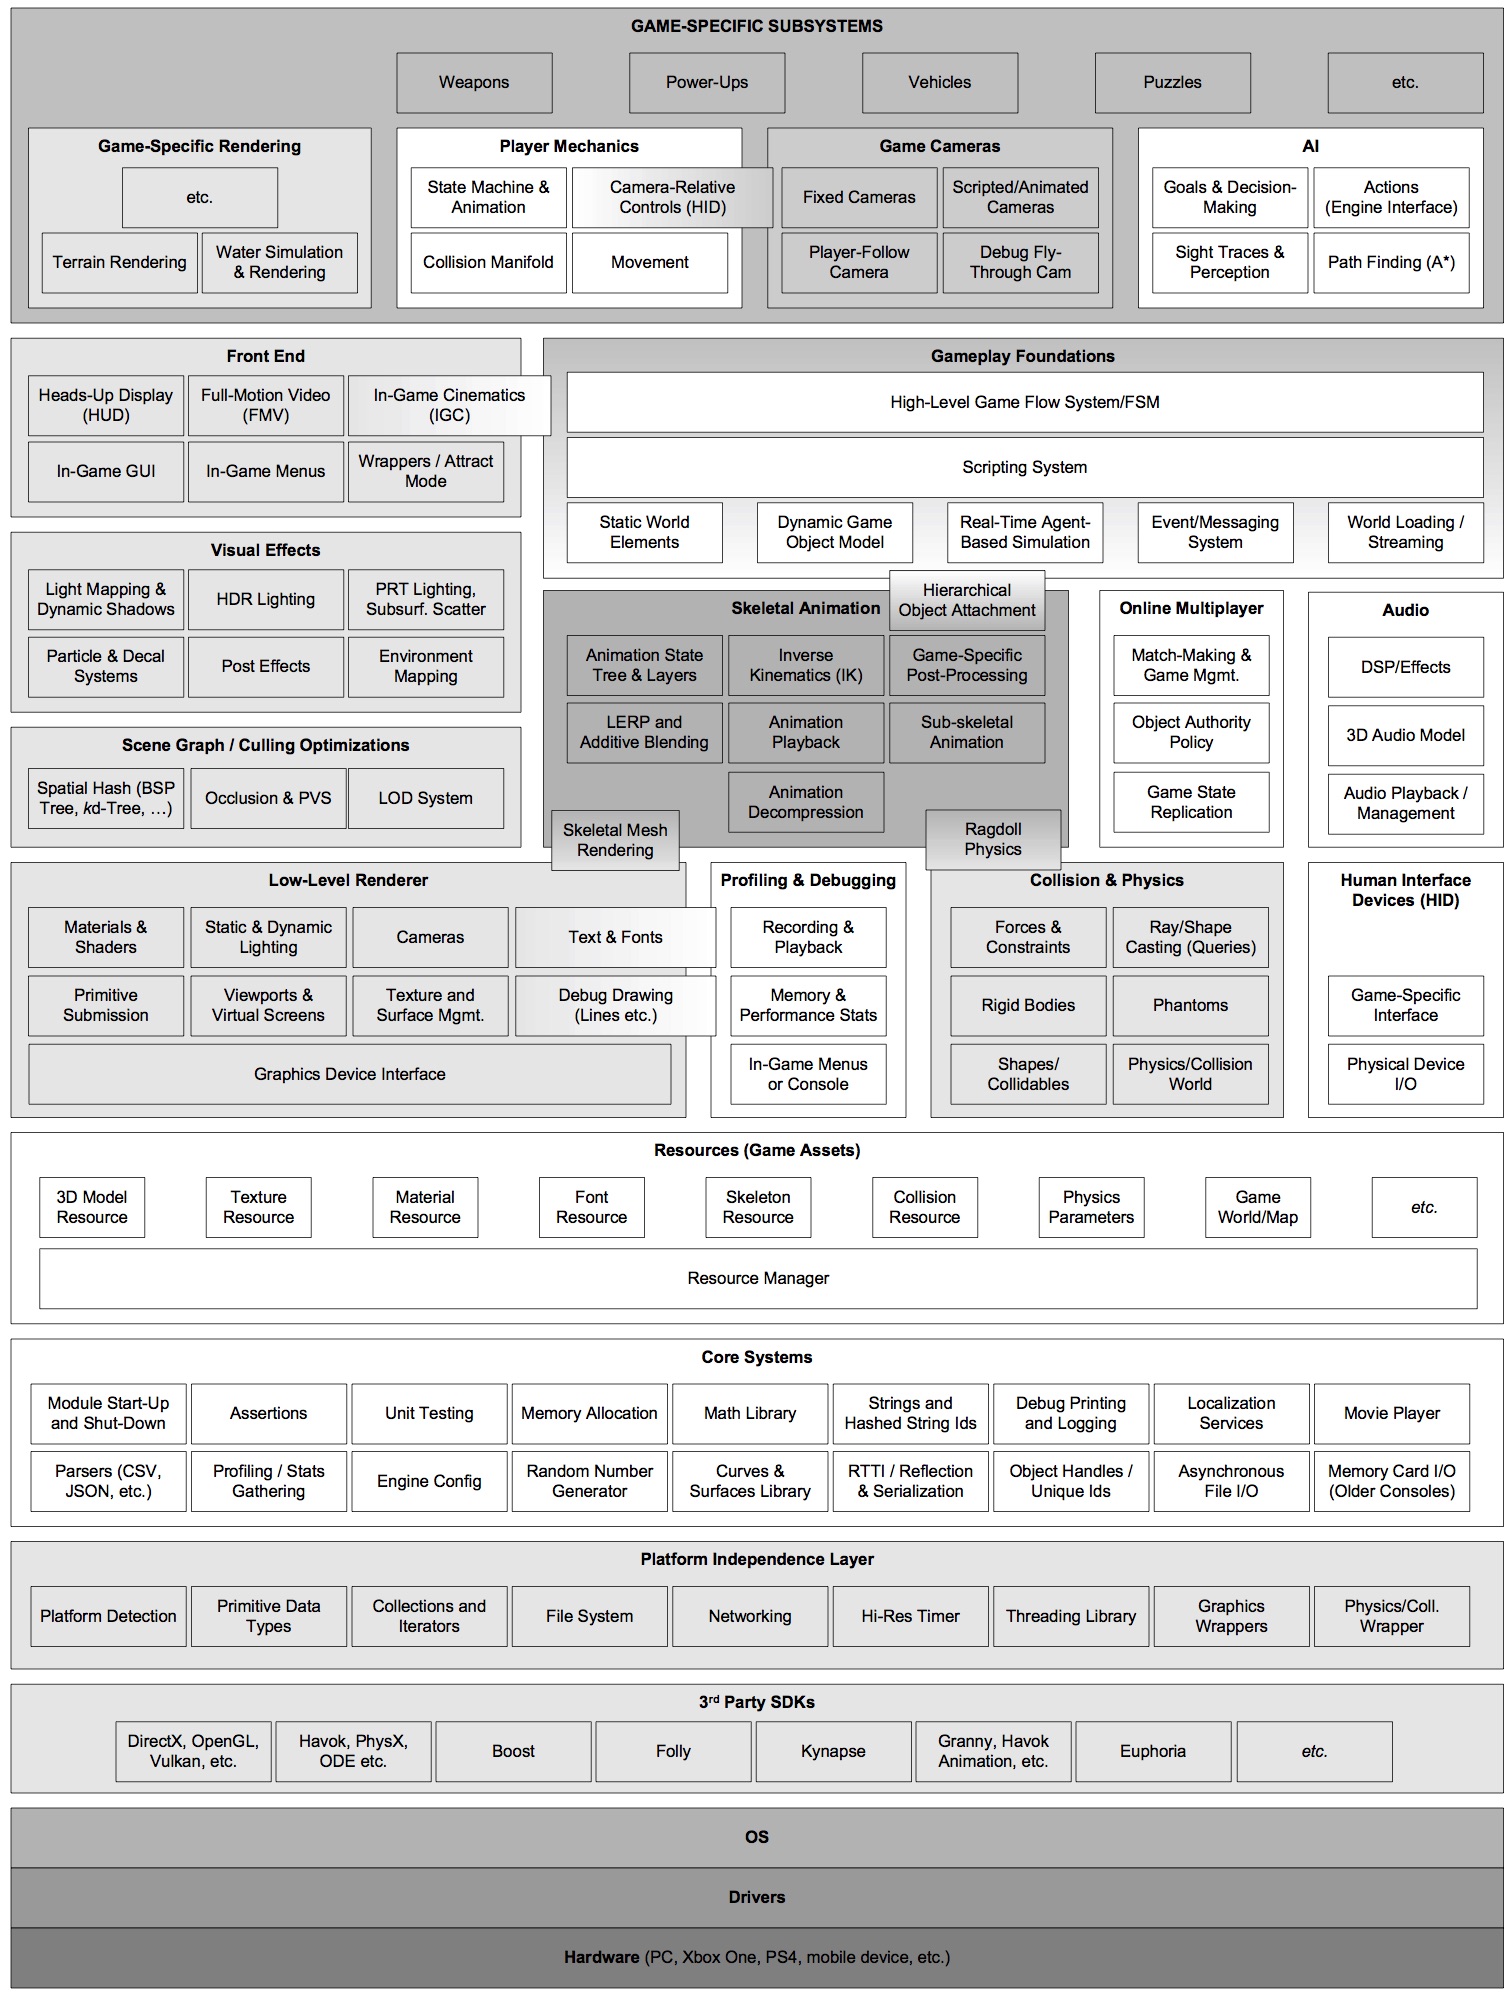 GAME-SPECIFIC SUBSYSTEMS
Weapons
Power-Ups
Vehicles
Puzzles
etc.
Game-Specific Rendering
etc.
Terrain Rendering
Water Simulation
& Rendering
Player Mechanics
State Machine &
Animation
Camera-Relative
Controls (HID)
Collision Manifold
Movement
Game Cameras
Fixed Cameras
Scripted/Animated
Cameras
Player-Follow
Camera
Debug Fly-
Through Cam
AI
Goals & Decision-
Making
Actions
(Engine Interface)
Sight Traces &
Perception
Path Finding (A*)
Front End
Heads-Up Display
(HUD)
Full-Motion Video
(FMV)
In-Game Cinematics
(IGC)
In-Game GUI
In-Game Menus
Wrappers / Attract
Mode
Gameplay Foundations
High-Level Game Flow System/FSM
Scripting System
Static World
Elements
Dynamic Game
Object Model
Real-Time Agent-
Based Simulation
Event/Messaging
System
World Loading /
Streaming
Visual Effects
Light Mapping &
Dynamic Shadows
HDR Lighting
PRT Lighting,
Subsurf. Scatter
Particle & Decal
Systems
Post Effects
Environment
Mapping
Scene Graph / Culling Optimizations
Spatial Hash (BSP
Tree, kd-Tree, …)
Occlusion & PVS
LOD System
Skeletal Animation
Hierarchical
Object Attachment
Animation State
Tree & Layers
Inverse
Kinematics (IK)
Game-Specific
Post-Processing
LERP and
Additive Blending
Animation
Playback
Sub-skeletal
Animation
Animation
Decompression
Skeletal Mesh
Rendering
Ragdoll
Physics
Online Multiplayer
Match-Making &
Game Mgmt.
Object Authority
Policy
Game State
Replication
Audio
DSP/Effects
3D Audio Model
Audio Playback /
Management
Low-Level Renderer
Materials &
Shaders
Static & Dynamic
Lighting
Cameras
Text & Fonts
Primitive
Submission
Viewports &
Virtual Screens
Texture and
Surface Mgmt.
Debug Drawing
(Lines etc.)
Graphics Device Interface
Profiling & Debugging
Recording &
Playback
Memory &
Performance Stats
In-Game Menus
or Console
Collision & Physics
Forces &
Constraints
Ray/Shape
Casting (Queries)
Rigid Bodies
Phantoms
Shapes/
Collidables
Physics/Collision
World
Human Interface
Devices (HID)
Game-Specific
Interface
Physical Device
I/O
Resources (Game Assets)
3D Model
Resource
Texture
Resource
Material
Resource
Font
Resource
Skeleton
Resource
Collision
Resource
Physics
Parameters
Game
World/Map
etc.
Resource Manager
Core Systems
Module Start-Up
and Shut-Down
Assertions
Unit Testing
Memory Allocation
Math Library
Strings and
Hashed String Ids
Debug Printing
and Logging
Localization
Services
Movie Player
Parsers (CSV,
JSON, etc.)
Profiling / Stats
Gathering
Engine Config
Random Number
Generator
Curves &
Surfaces Library
RTTI / Reflection
& Serialization
Object Handles /
Unique Ids
Asynchronous
File I/O
Memory Card I/O
(Older Consoles)
Platform Independence Layer
Platform Detection
Primitive Data
Types
Collections and
Iterators
File System
Networking
Hi-Res Timer
Threading Library
Graphics
Wrappers
Physics/Coll.
Wrapper
3rd Party SDKs
DirectX, OpenGL,
Vulkan, etc.
Havok, PhysX,
ODE etc.
Boost
Folly
Kynapse
Granny, Havok
Animation, etc.
Euphoria
etc.
OS
Drivers
Hardware (PC, Xbox One, PS4, mobile device, etc.)